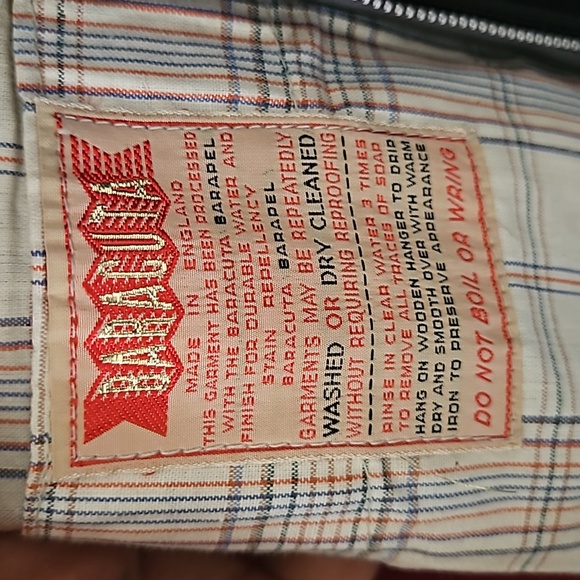 BARACUTA
MADE IN ENGLAND
THIS GARMENT HAS BEEN PROCESSED
WITH THE BARACUTA BARAPEL
FINISH FOR DURABLE WATER AND
STAIN REPELLENCY
BARACUTA BARAPEL
GARMENTS MAY BE REPEATEDLY
WASHED OR DRY CLEANED
WITHOUT REQUIRING REPROOFING
RINSE IN CLEAR WATER 3 TIMES
TO REMOVE ALL TRACES OF SOAP
HANG ON WOODEN HANGER TO DRIP
DRY AND SMOOTH OVER WITH WARM
IRON TO PRESERVE APPEARANCE
DO NOT BOIL OR WRING